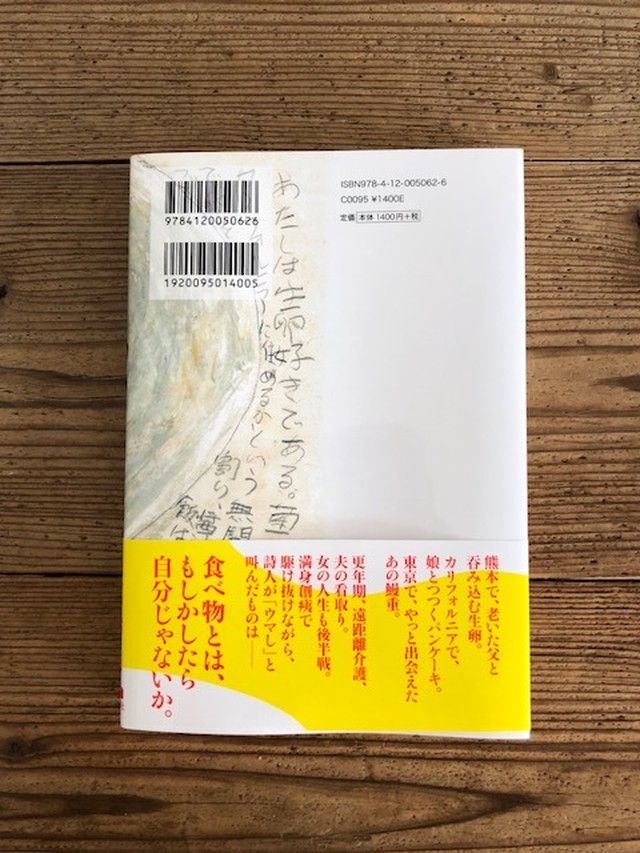 ISBN978-4-12-005062-6
C0095 ¥1400E
定価 本体 1400円+税
9784120050626
1920095014005
あたしは生卵好きである。菊
に攻めるかという
割り、無闇
飯は
熊本で、老いた父と
呑み込む生卵。
カリフォルニアで、
娘とつつくパンケーキ。
東京で、やっと出会えた
あの鰻重。
更年期、遠距離介護、
夫の看取り。
女の人生も後半戦。
満身創痍で
駆け抜けながら、
詩人が「ウマし」と
叫んだものは——
食べ物とは、
もしかしたら
自分じゃないか。